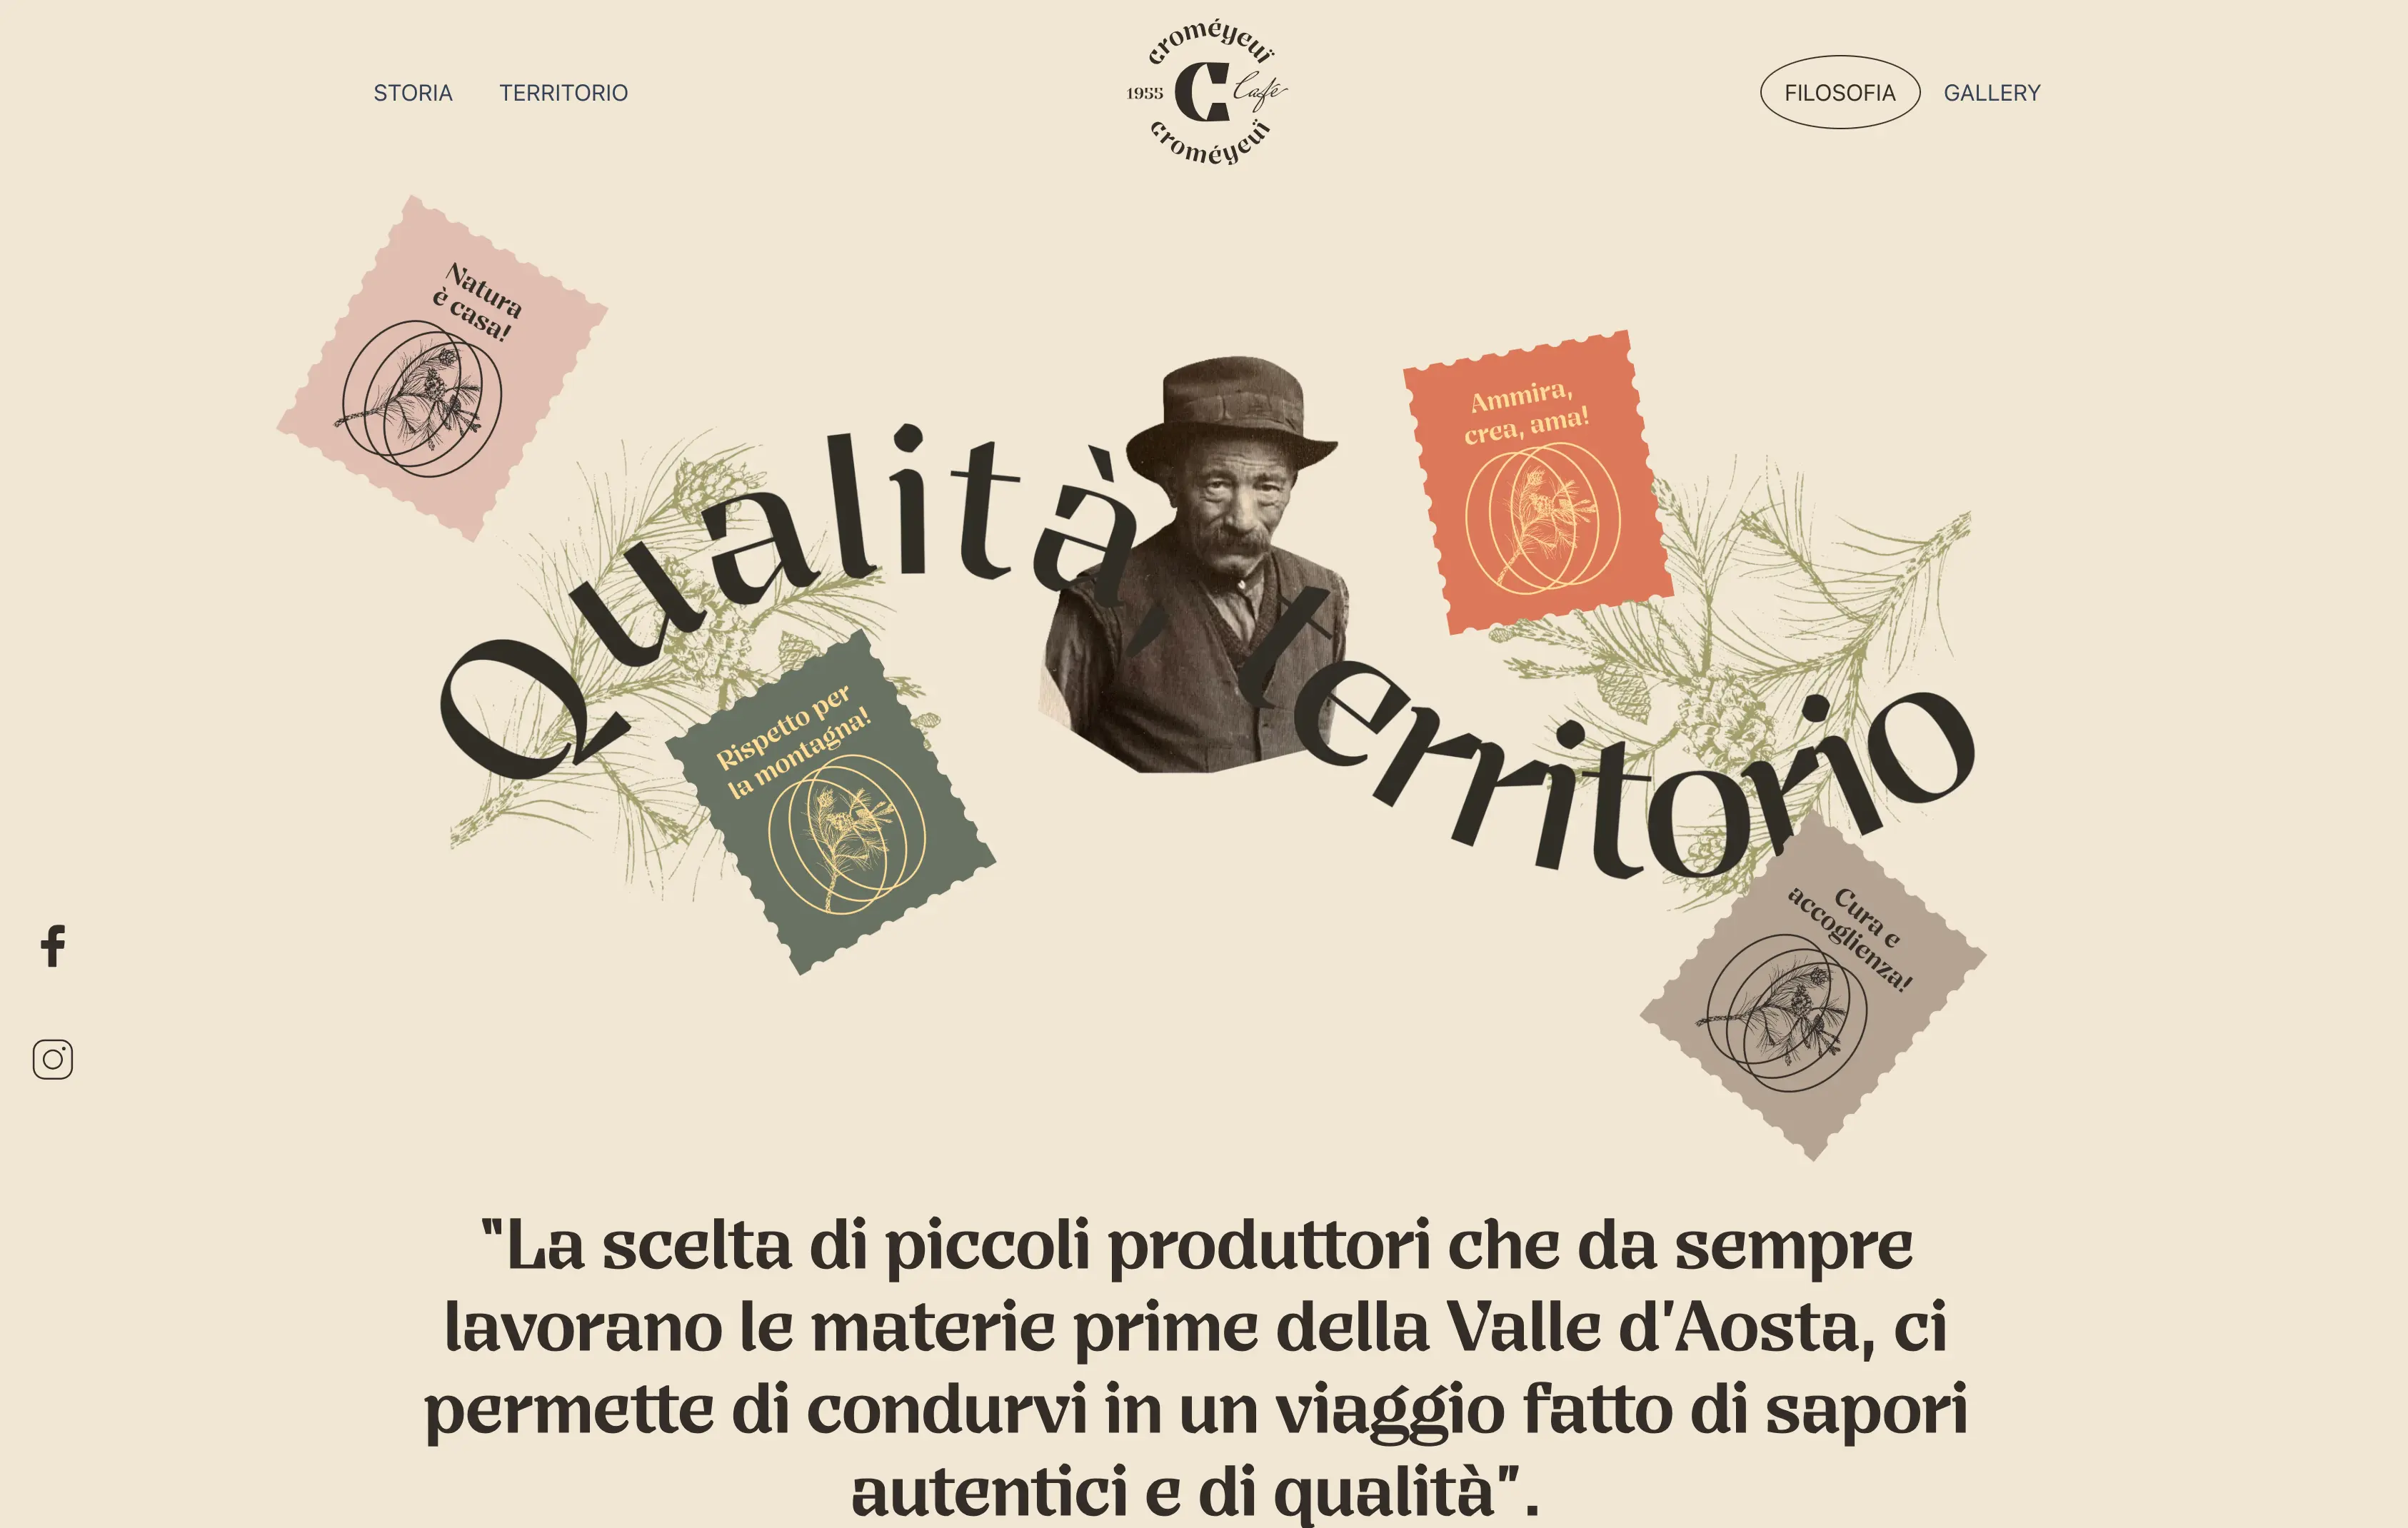 croméyeuï
STORIA
TERRITORIO
1955
C
Café
FILOSOFIA
GALLERY
croméyeuï
Natura
è casa!
Ammira,
crea, ama!
Qualità, territorio
Rispetto per
la montagna!
Cura e
accoglienza!
"La scelta di piccoli produttori che da sempre
lavorano le materie prime della Valle d'Aosta, ci
permette di condurvi in un viaggio fatto di sapori
autentici e di qualità".